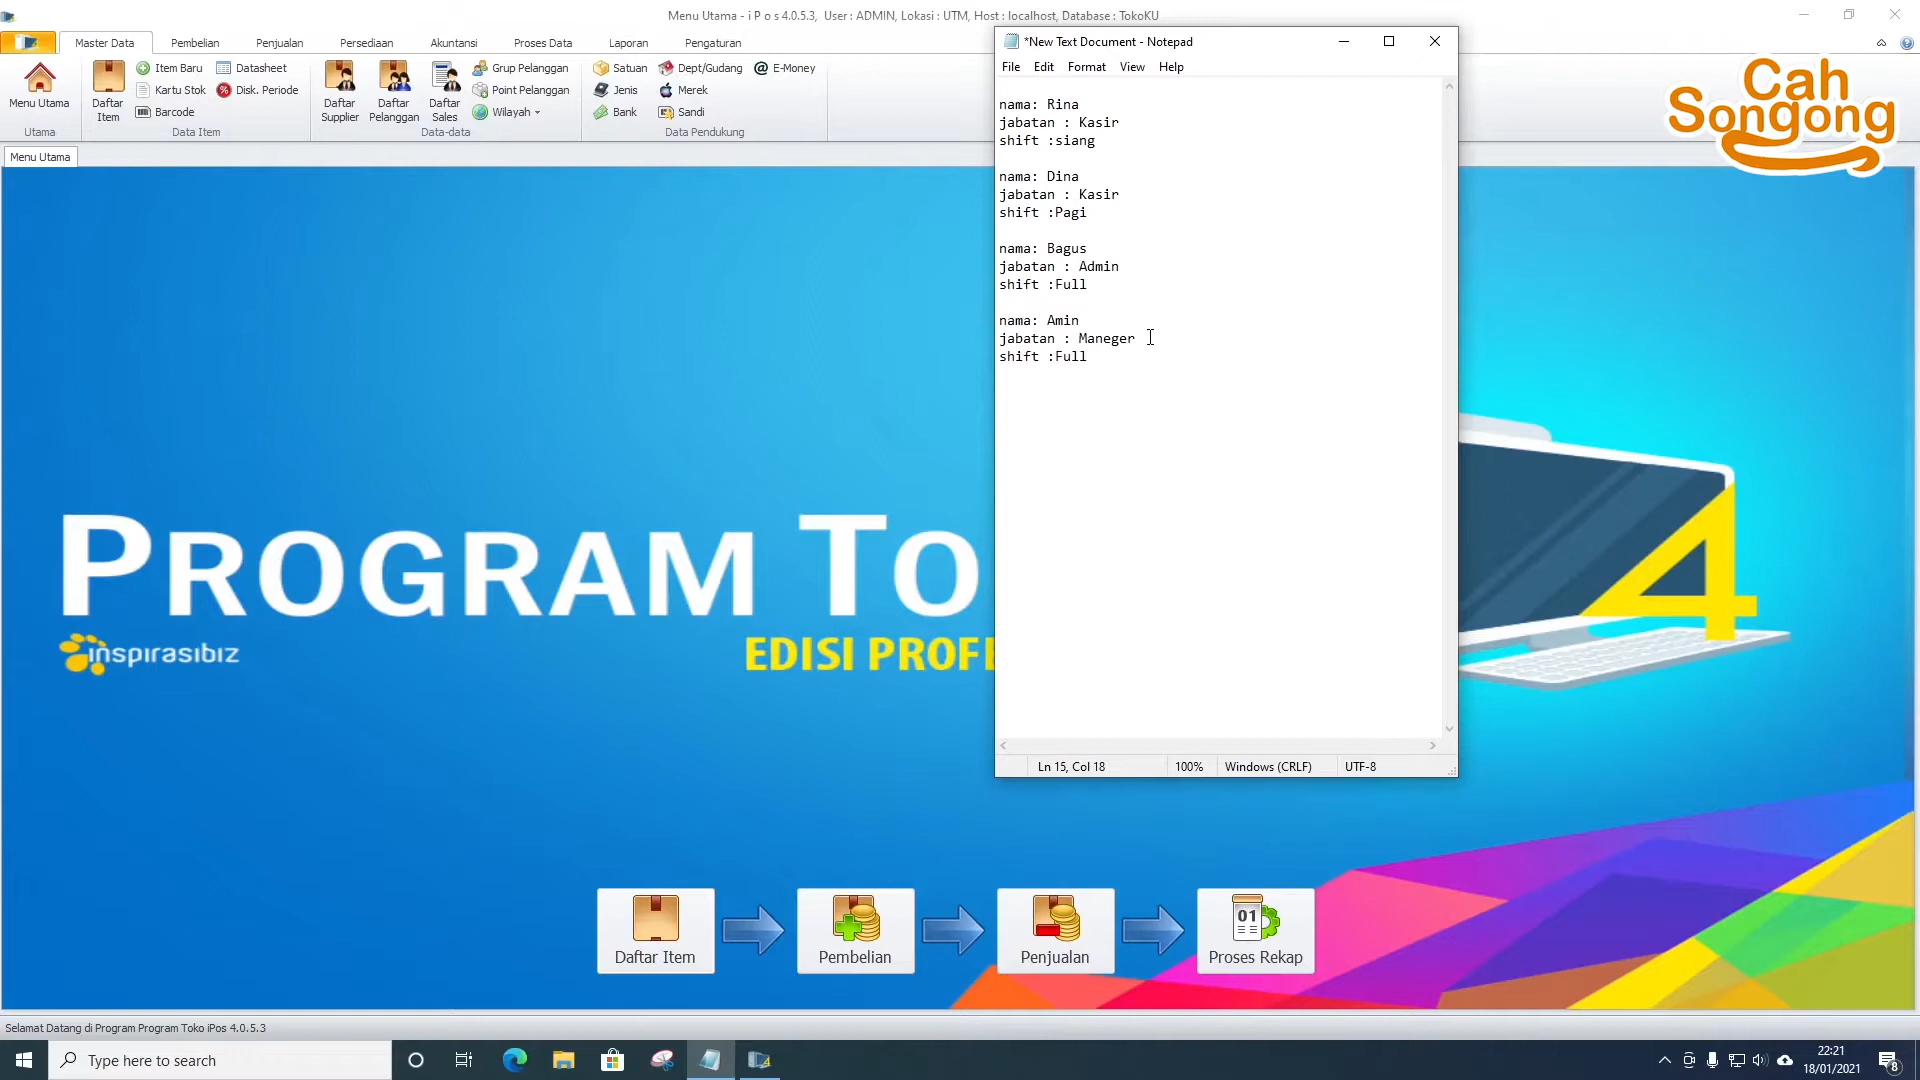 Menu Utama - i P o s 4.0.5.3,  User : ADMIN, Lokasi : UTM, Host : localhost, Database : TokoKU
Master Data
Pembelian
Penjualan
Persediaan
Akuntansi
Proses Data
Laporan
Pengaturan
Menu Utama
Utama
Daftar Item
Item Baru
Kartu Stok
Barcode
Datasheet
Disk. Periode
Data Item
Daftar Supplier
Daftar Pelanggan
Daftar Sales
Grup Pelanggan
Point Pelanggan
Wilayah
Data-data
Satuan
Jenis
Bank
Dept/Gudang
Merek
Sandi
@ E-Money
Data Pendukung
Menu Utama
*New Text Document - Notepad
File Edit Format View Help
nama: Rina
jabatan : Kasir
shift :siang
nama: Dina
jabatan : Kasir
shift :Pagi
nama: Bagus
jabatan : Admin
shift :Full
nama: Amin
jabatan : Maneger
shift :Full
Ln 15, Col 18
100%
Windows (CRLF)
UTF-8
Cah
Songong
PROGRAM TO
4
EDISI PROFE
inspirasibiz
Daftar Item
Pembelian
Penjualan
01
Proses Rekap
Selamat Datang di Program Program Toko iPos 4.0.5.3
Type here to search
22:21
18/01/2021
8